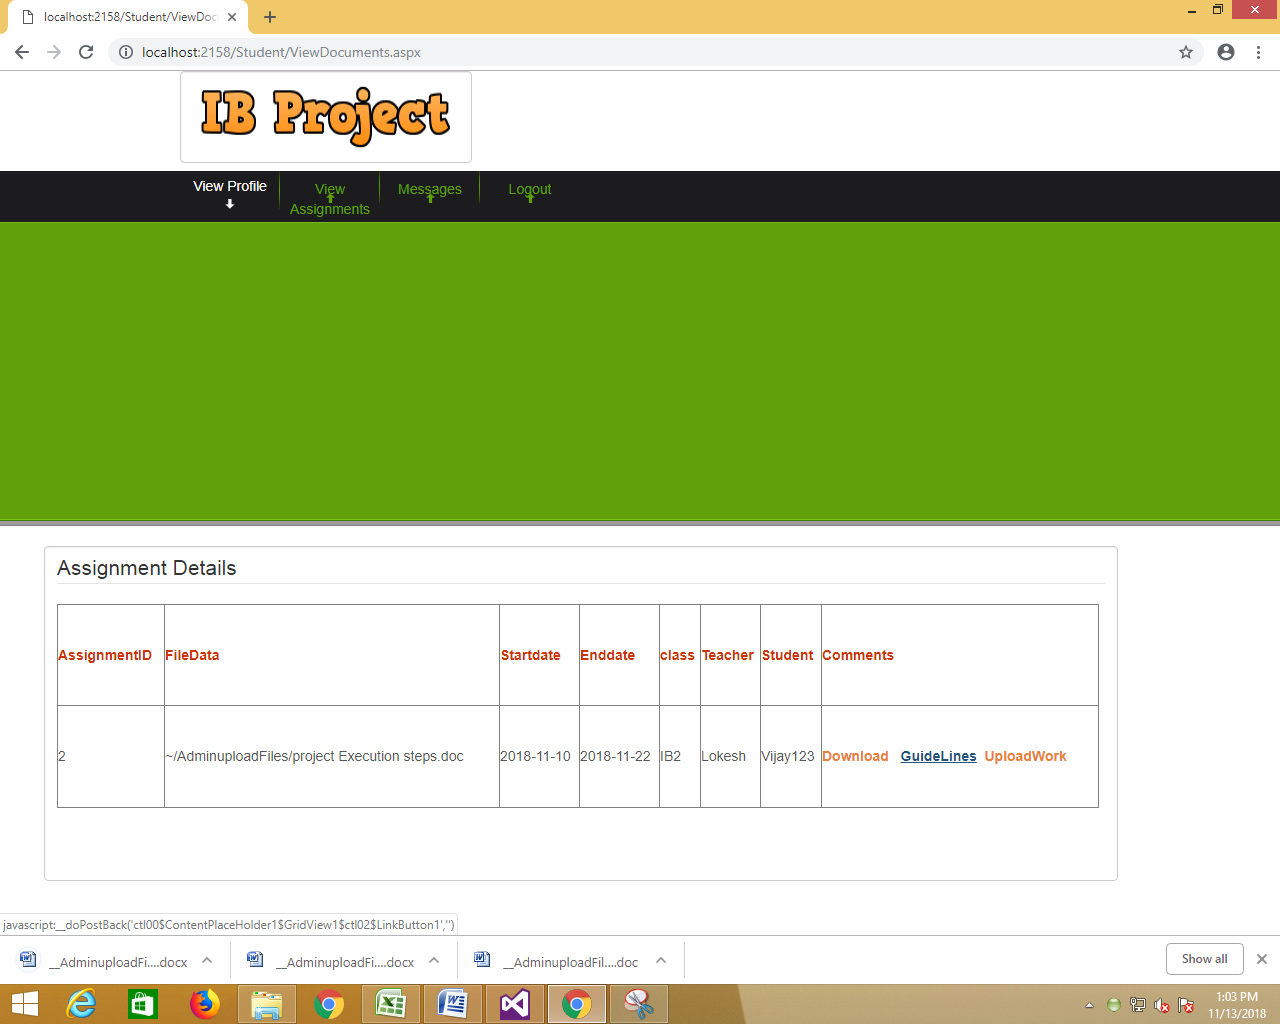 localhost:2158/Student/ViewDoc
localhost:2158/Student/ViewDocuments.aspx
IB Project
View Profile
View Assignments
Messages
Logout
Assignment Details
AssignmentID FileData Startdate Enddate class Teacher Student Comments
2 ~/AdminuploadFiles/project Execution steps.doc 2018-11-10 2018-11-22 IB2 Lokesh Vijay123 Download GuideLines UploadWork
javascript:__doPostBack('ctl00$ContentPlaceHolder1$GridView1$ctl02$LinkButton1','')
__AdminuploadFi....docx __AdminuploadFi....docx __AdminuploadFil....doc Show all
1:03 PM
11/13/2018